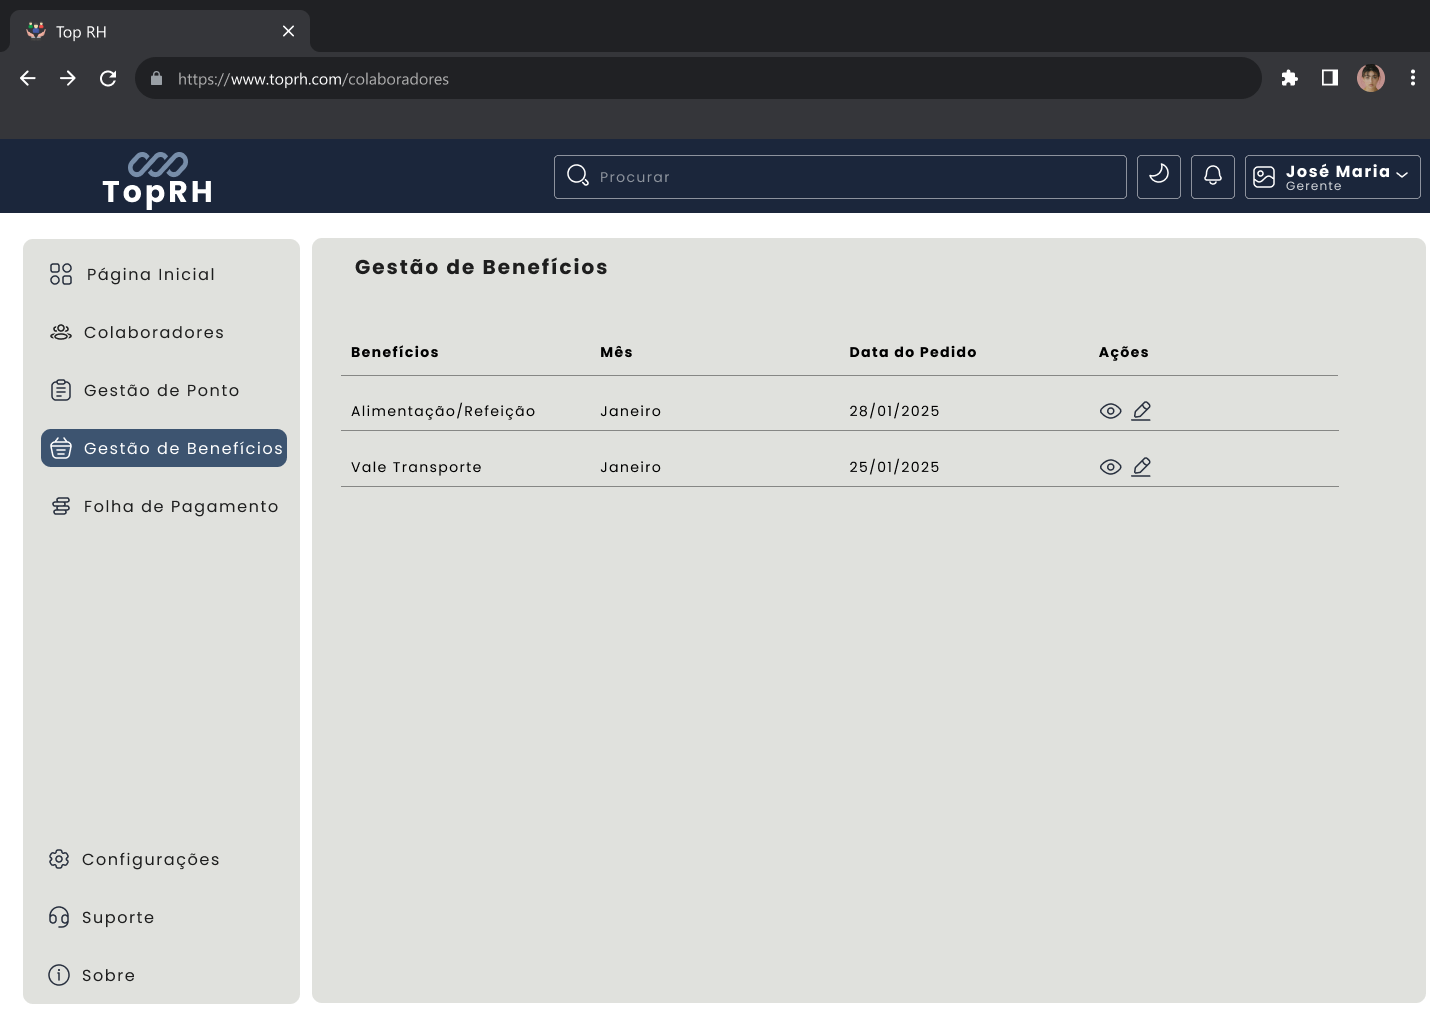 Top RH
https://www.toprh.com/colaboradores
TopRH
Procurar
José Maria
Gerente
Página Inicial
Colaboradores
Gestão de Ponto
Gestão de Benefícios
Folha de Pagamento
Configurações
Suporte
Sobre
Gestão de Benefícios
Benefícios Mês Data do Pedido Ações
Alimentação/Refeição Janeiro 28/01/2025
Vale Transporte Janeiro 25/01/2025